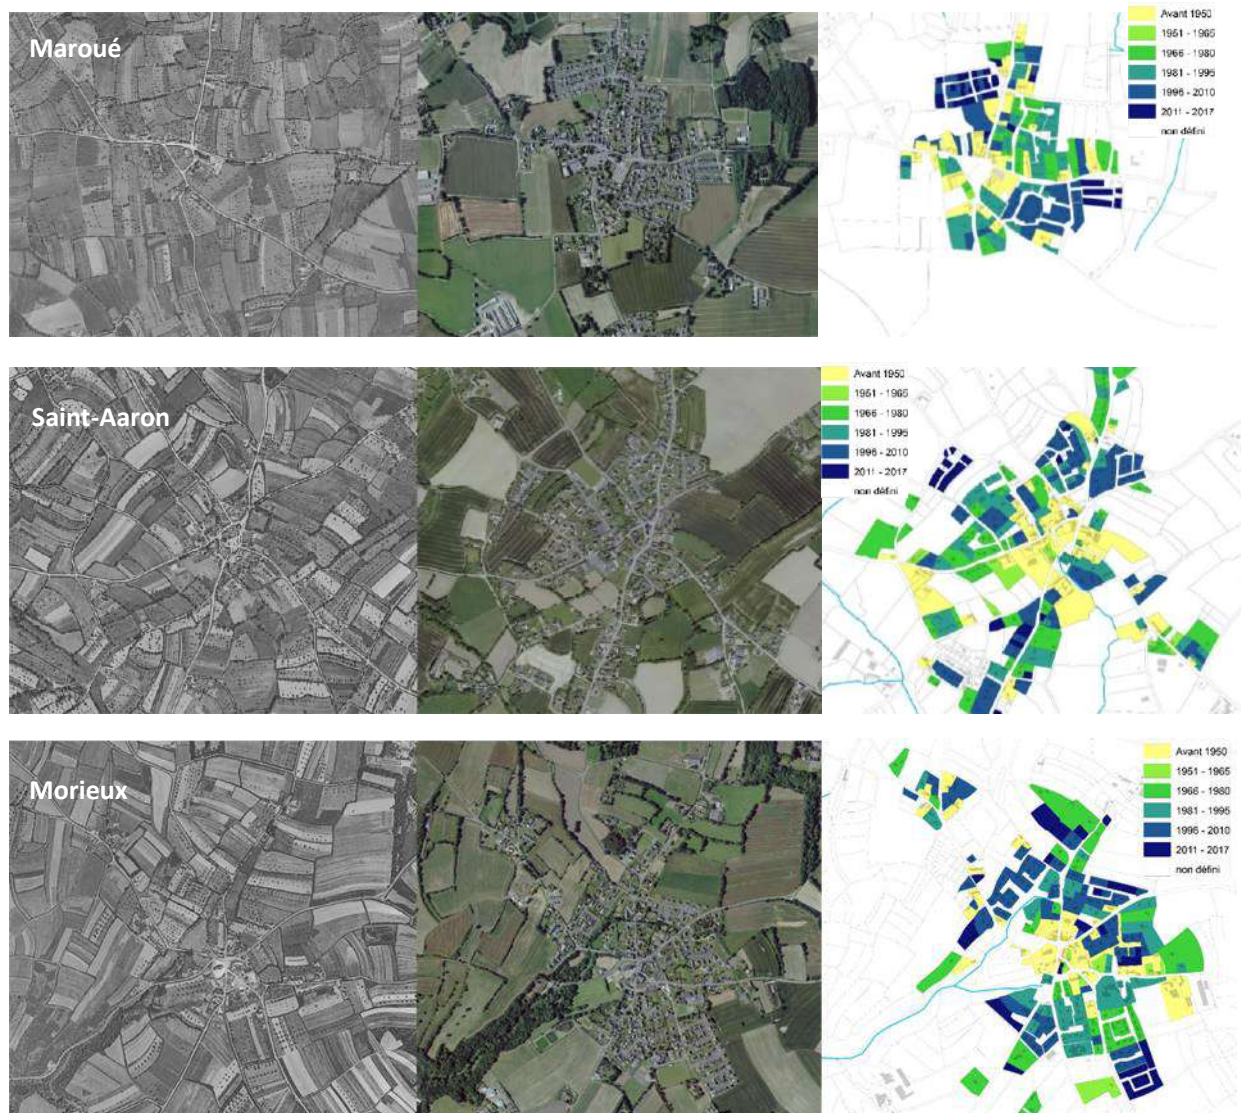 Maroué
Avant 1950
1951 - 1965
1966 - 1980
1981 - 1995
1996 - 2010
2011 - 2017
non défini
Saint-Aaron
Avant 1950
1951 - 1965
1966 - 1980
1981 - 1995
1996 - 2010
2011 - 2017
non défini
Morieux
Avant 1950
1951 - 1965
1966 - 1980
1981 - 1995
1996 - 2010
2011 - 2017
non défini